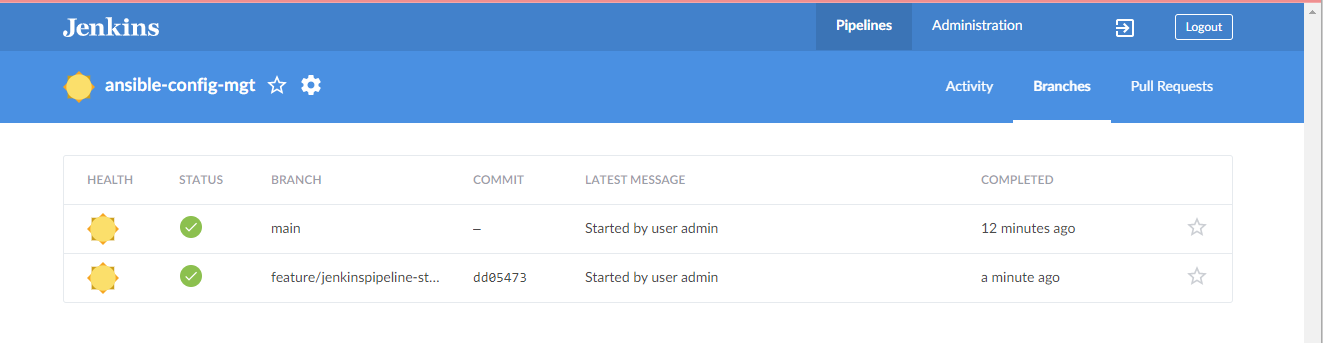 Jenkins Pipelines Administration Logout
ansible-config-mgt Activity Branches Pull Requests
HEALTH STATUS BRANCH COMMIT LATEST MESSAGE COMPLETED
main – Started by user admin 12 minutes ago
feature/jenkinspipeline-st... dd05473 Started by user admin a minute ago